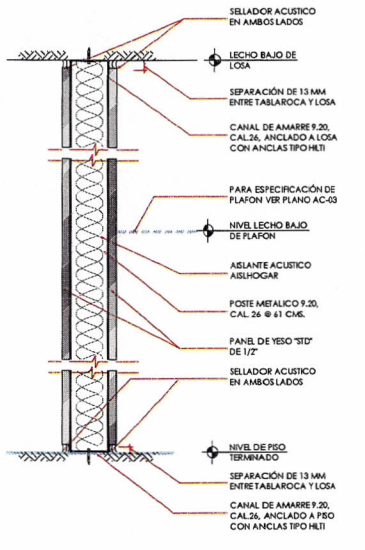 SELLADOR ACUSTICO
EN AMBOS LADOS
LECHO BAJO DE
LOSA
SEPARACIÓN DE 13 MM
ENTRE TABLAROCA Y LOSA
CANAL DE AMARRE 9.20,
CAL.26, ANCLADO A LOSA
CON ANCLAS TIPO HILTI
PARA ESPECIFICACIÓN DE
PLAFON VER PLANO AC-03
NIVEL LECHO BAJO
DE PLAFON
AISLANTE ACUSTICO
AISLHOGAR
POSTE METALICO 9.20,
CAL. 26 @ 61 CMS.
PANEL DE YESO "STD"
DE 1/2"
SELLADOR ACUSTICO
EN AMBOS LADOS
NIVEL DE PISO
TERMINADO
SEPARACIÓN DE 13 MM
ENTRE TABLAROCA Y LOSA
CANAL DE AMARRE 9.20,
CAL.26, ANCLADO A PISO
CON ANCLAS TIPO HILTI